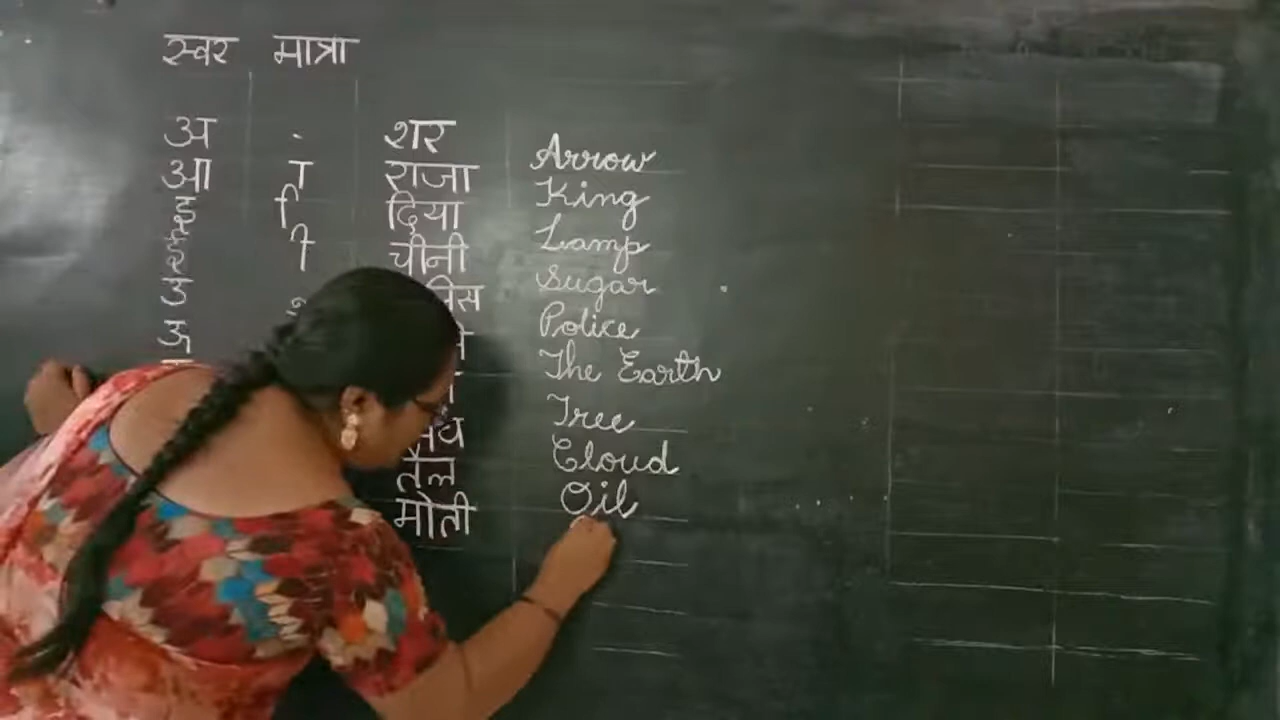 स्वर मात्रा
अ - शर Arrow
आ ा राजा King
इ ि दिया Lamp
ई ी चीनी Sugar
उ Police
ऊ The Earth
Tree
Cloud
तेल Oil
मोती